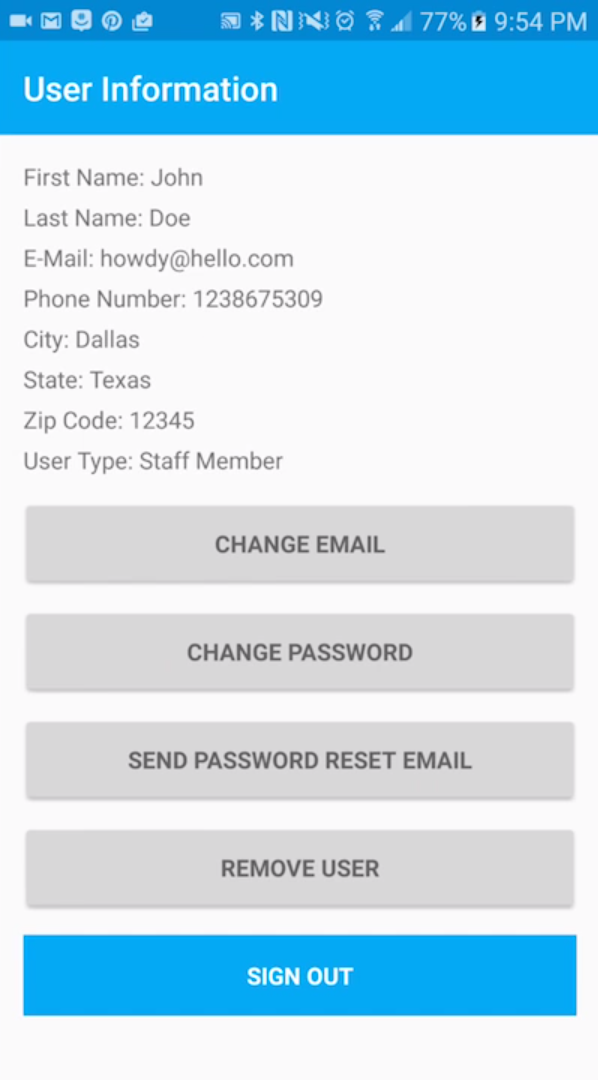 77% 9:54 PM
User Information
First Name: John
Last Name: Doe
E-Mail: howdy@hello.com
Phone Number: 1238675309
City: Dallas
State: Texas
Zip Code: 12345
User Type: Staff Member
CHANGE EMAIL
CHANGE PASSWORD
SEND PASSWORD RESET EMAIL
REMOVE USER
SIGN OUT